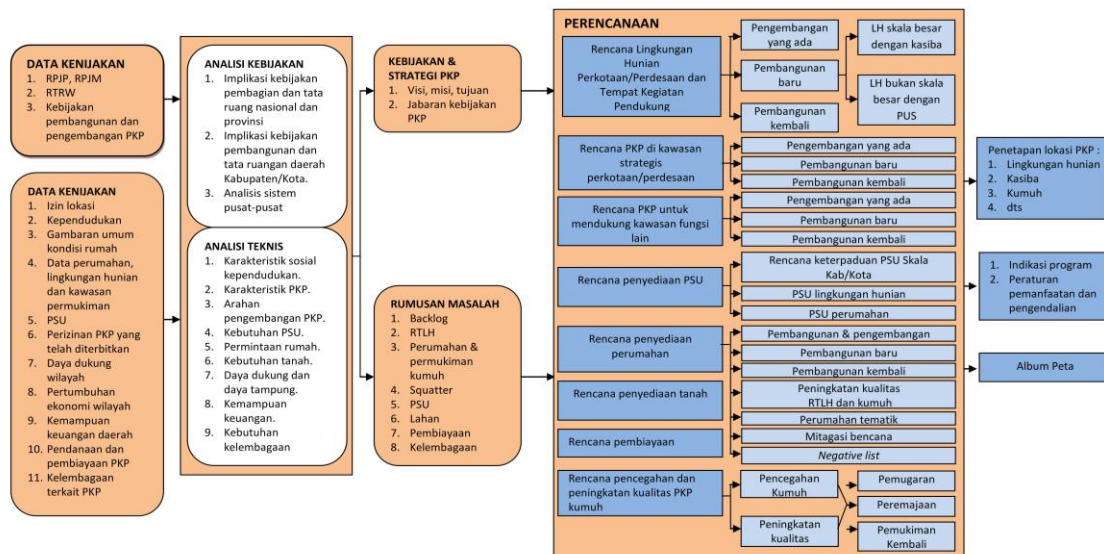 DATA KENIJAKAN
1. RPJP, RPJM
2. RTRW
3. Kebijakan
pembangunan dan
pengembangan PKP
DATA KENIJAKAN
1. Izin lokasi
2. Kependudukan
3. Gambaran umum
kondisi rumah
4. Data perumahan,
lingkungan hunian
dan kawasan
permukiman
5. PSU
6. Perizinan PKP yang
telah diterbitkan
7. Daya dukung
wilayah
8. Pertumbuhan
ekonomi wilayah
9. Kemampuan
keuangan daerah
10. Pendanaan dan
pembiayaan PKP
11. Kelembagaan
terkait PKP
ANALISI KEBIJAKAN
1. Implikasi kebijakan
pembagian dan tata
ruang nasional dan
provinsi
2. Implikasi kebijakan
pembangunan dan
tata ruangan daerah
Kabupaten/Kota.
3. Analisis sistem
pusat-pusat
ANALISI TEKNIS
1. Karakteristik sosial
kependudukan.
2. Karakteristik PKP.
3. Arahan
pengembangan PKP.
4. Kebutuhan PSU.
5. Permintaan rumah.
6. Kebutuhan tanah.
7. Daya dukung dan
daya tampung.
8. Kemampuan
keuangan.
9. Kebutuhan
kelembagaan
KEBIJAKAN &
STRATEGI PKP
1. Visi, misi, tujuan
2. Jabaran kebijakan
PKP
RUMUSAN MASALAH
1. Backlog
2. RTLH
3. Perumahan &
permukiman
kumuh
4. Squatter
5. PSU
6. Lahan
7. Pembiayaan
8. Kelembagaan
PERENCANAAN
Rencana Lingkungan
Hunian
Perkotaan/Perdesaan dan
Tempat Kegiatan
Pendukung
Pengembangan
yang ada
Pembangunan
baru
Pembangunan
kembali
LH skala besar
dengan kasiba
LH bukan skala
besar dengan
PUS
Rencana PKP di kawasan
strategis
perkotaan/perdesaan
Pengembangan yang ada
Pembangunan baru
Pembangunan kembali
Rencana PKP untuk
mendukung kawasan fungsi
lain
Pengembangan yang ada
Pembangunan baru
Pembangunan kembali
Rencana penyediaan PSU
Rencana keterpaduan PSU Skala
Kab/Kota
PSU lingkungan hunian
PSU perumahan
Rencana penyediaan
perumahan
Pembangunan & pengembangan
Pembangunan baru
Pembangunan kembali
Rencana penyediaan tanah
Peningkatan kualitas
RTLH dan kumuh
Perumahan tematik
Rencana pembiayaan
Mitagasi bencana
Negative list
Rencana pencegahan dan
peningkatan kualitas PKP
kumuh
Pencegahan
Kumuh
Peningkatan
kualitas
Pemugaran
Peremajaan
Pemukiman
Kembali
Penetapan lokasi PKP :
1. Lingkungan hunian
2. Kasiba
3. Kumuh
4. dts
1. Indikasi program
2. Peraturan
pemanfaatan dan
pengendalian
Album Peta